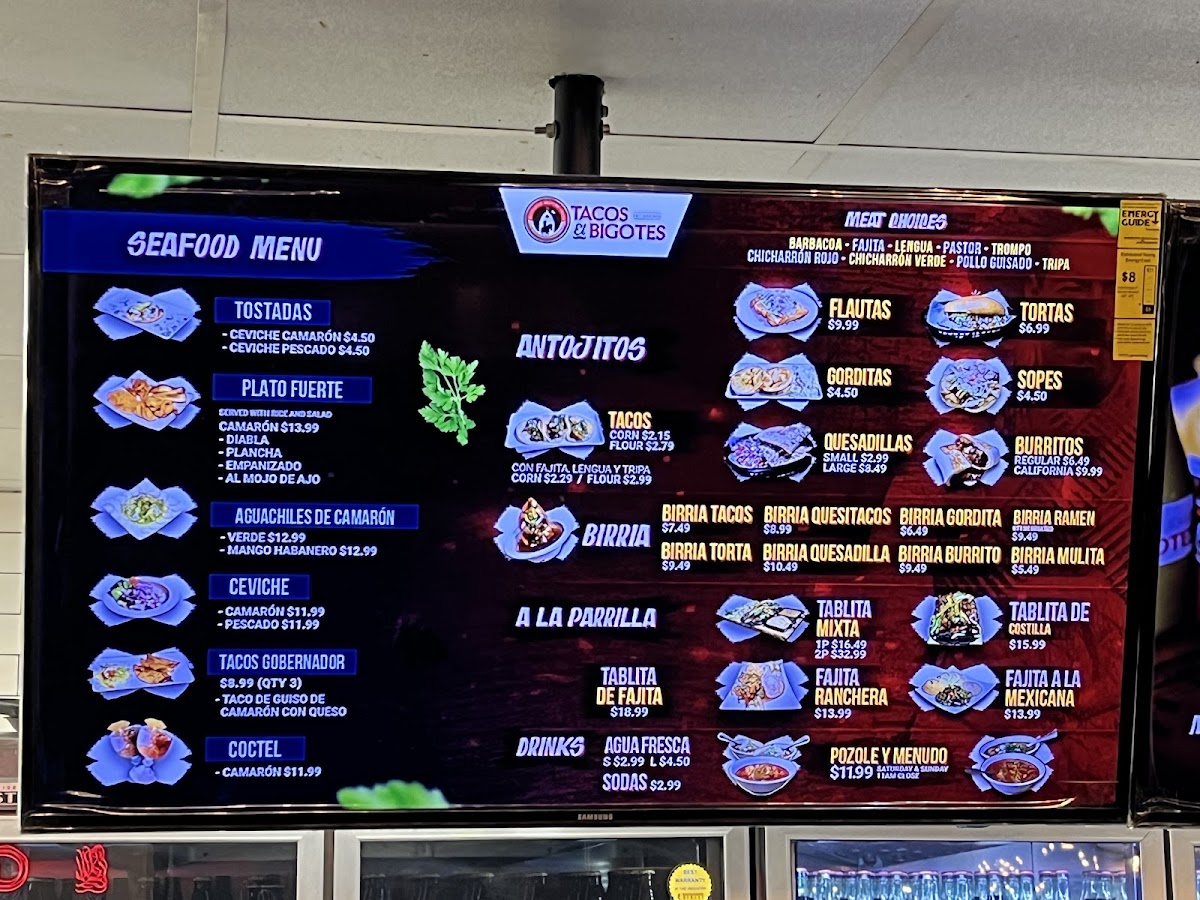 TACOS
El BIGOTES
SEAFOOD MENU
TOSTADAS
- CEVICHE CAMARÓN $4.50
- CEVICHE PESCADO $4.50
PLATO FUERTE
SERVED WITH RICE AND SALAD
CAMARÓN $13.99
- DIABLA
- PLANCHA
- EMPANIZADO
- AL MOJO DE AJO
AGUACHILES DE CAMARÓN
- VERDE $12.99
- MANGO HABANERO $12.99
CEVICHE
- CAMARÓN $11.99
- PESCADO $11.99
TACOS GOBERNADOR
$8.99 (QTY 3)
- TACO DE GUISO DE
CAMARÓN CON QUESO
COCTEL
- CAMARÓN $11.99
MEAT CHOICES
BARBACOA - FAJITA - LENGUA - PASTOR - TROMPO
CHICHARRÓN ROJO - CHICHARRÓN VERDE - POLLO GUISADO - TRIPA
ANTOJITOS
FLAUTAS
$9.99
TORTAS
$6.99
GORDITAS
$4.50
SOPES
$4.50
TACOS
CORN $2.15
FLOUR $2.79
CON FAJITA, LENGUA Y TRIPA
CORN $2.29 / FLOUR $2.99
QUESADILLAS
SMALL $2.99
LARGE $8.49
BURRITOS
REGULAR $6.49
CALIFORNIA $9.99
BIRRIA
BIRRIA TACOS
$7.49
BIRRIA QUESITACOS
$8.99
BIRRIA GORDITA
$6.49
BIRRIA RAMEN
$9.49
BIRRIA TORTA
$9.49
BIRRIA QUESADILLA
$10.49
BIRRIA BURRITO
$9.49
BIRRIA MULITA
$5.49
A LA PARRILLA
TABLITA
MIXTA
1P $16.49
2P $32.99
TABLITA DE
COSTILLA
$15.99
TABLITA
DE FAJITA
$18.99
FAJITA
RANCHERA
$13.99
FAJITA A LA
MEXICANA
$13.99
DRINKS
AGUA FRESCA
S $2.99 L $4.50
SODAS $2.99
POZOLE Y MENUDO
$11.99 SATURDAY & SUNDAY
11AM CLOSE
ENERGY
GUIDE
$8
SAMSUNG